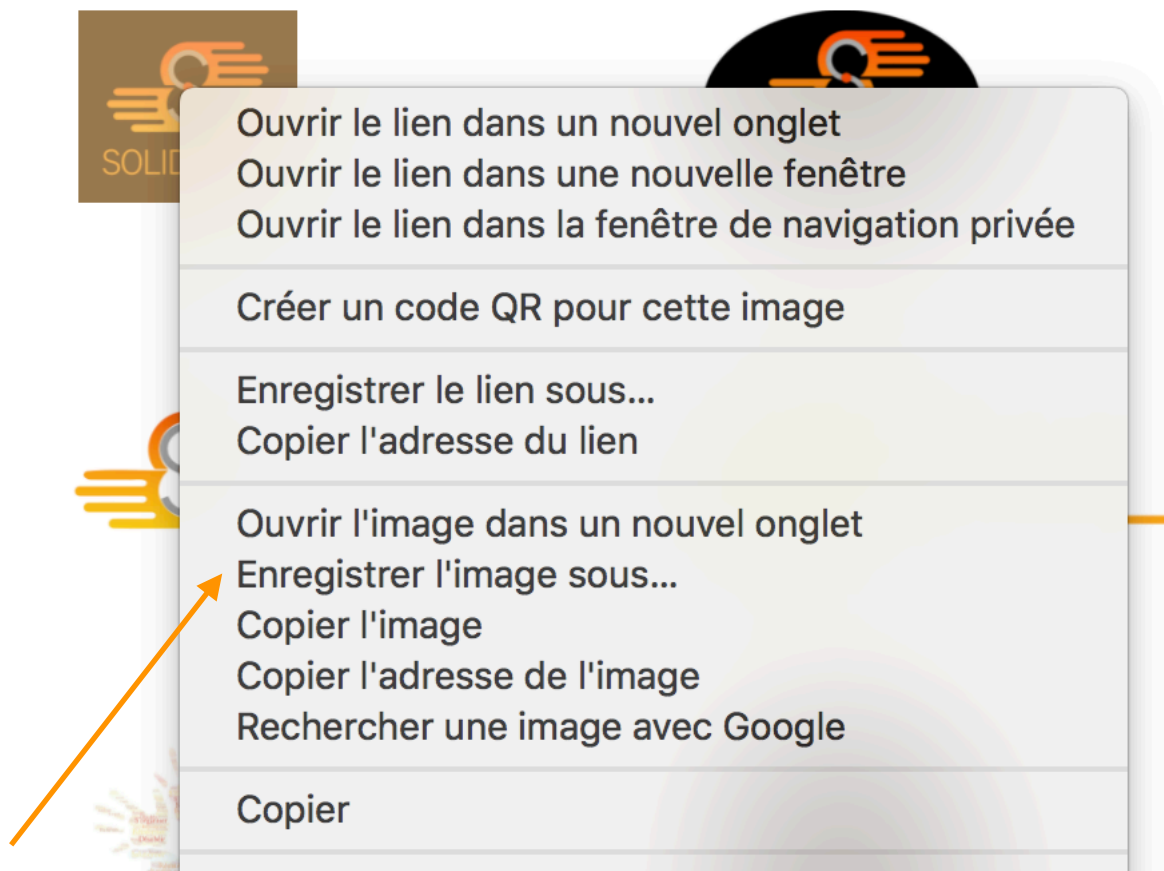 SOLID
Ouvrir le lien dans un nouvel onglet
Ouvrir le lien dans une nouvelle fenêtre
Ouvrir le lien dans la fenêtre de navigation privée
Créer un code QR pour cette image
Enregistrer le lien sous...
Copier l'adresse du lien
Ouvrir l'image dans un nouvel onglet
Enregistrer l'image sous...
Copier l'image
Copier l'adresse de l'image
Rechercher une image avec Google
Copier